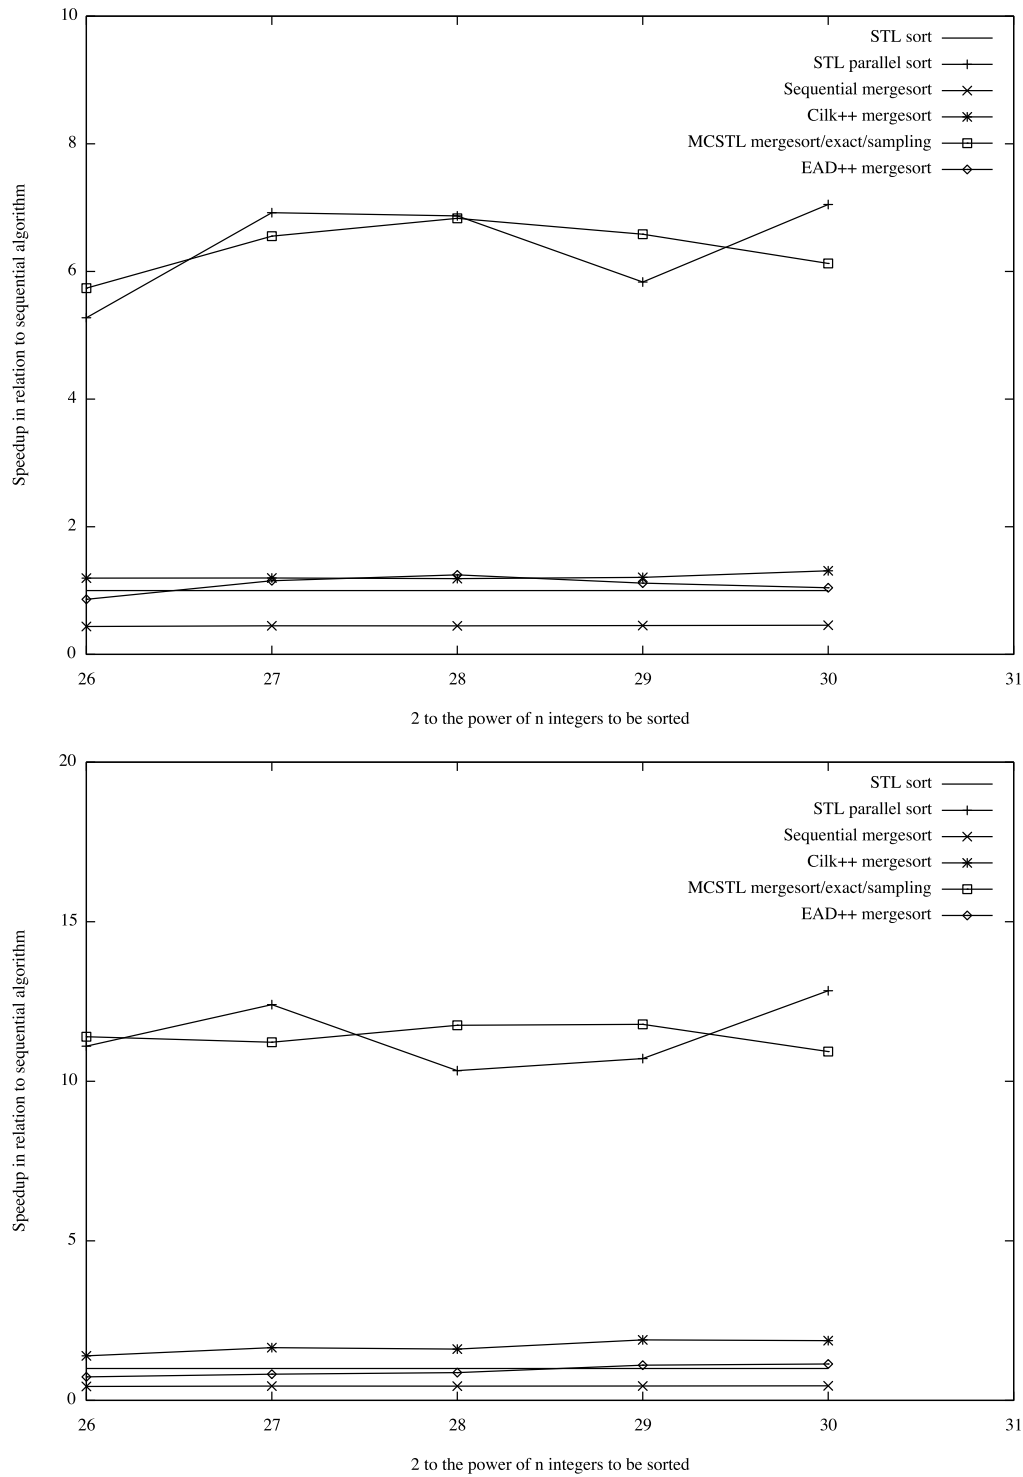 10
STL sort
STL parallel sort
Sequential mergesort
Cilk++ mergesort
MCSTL mergesort/exact/sampling
EAD++ mergesort
8
6
4
2
0
Speedup in relation to sequential algorithm
26 27 28 29 30 31
2 to the power of n integers to be sorted
20
STL sort
STL parallel sort
Sequential mergesort
Cilk++ mergesort
MCSTL mergesort/exact/sampling
EAD++ mergesort
15
10
5
0
Speedup in relation to sequential algorithm
26 27 28 29 30 31
2 to the power of n integers to be sorted